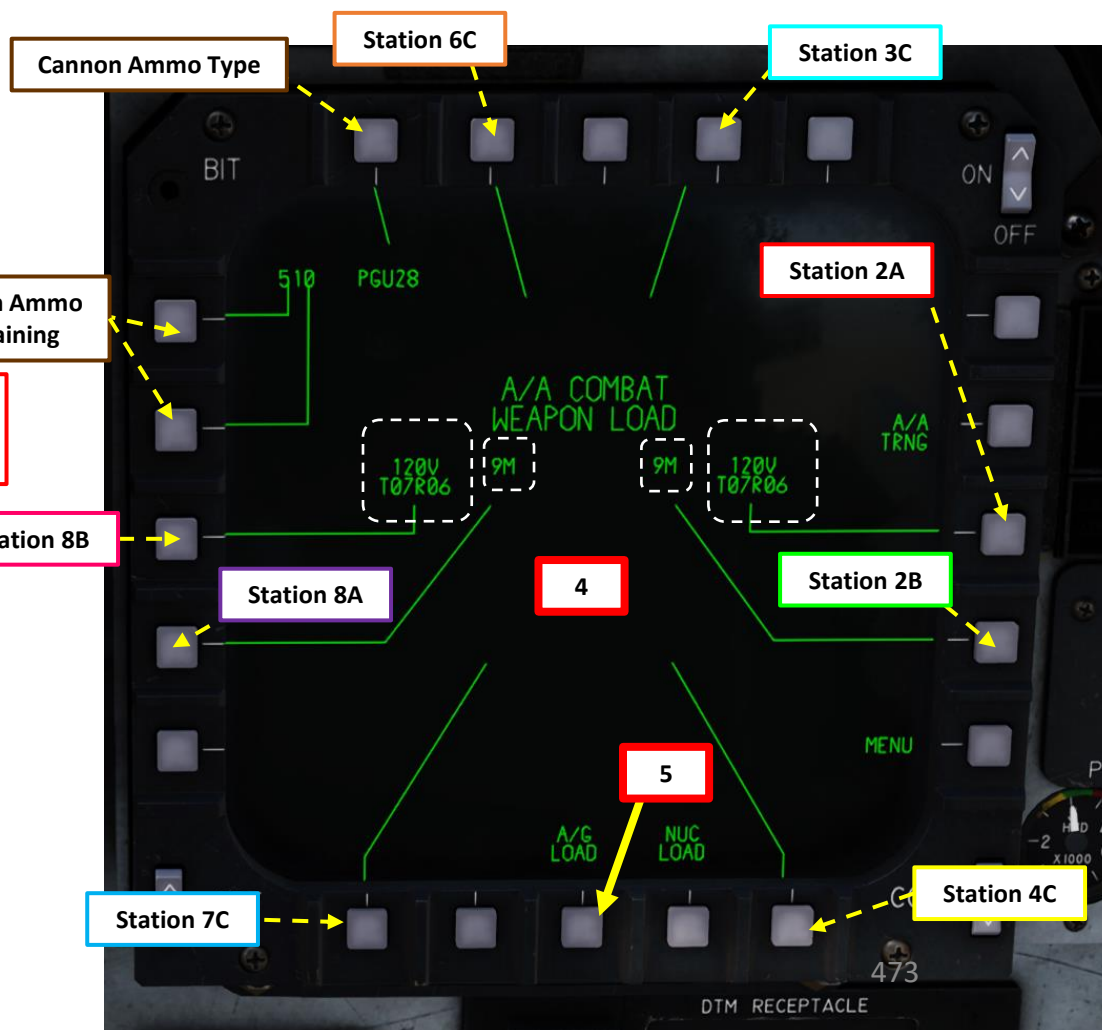 Station 6C
Station 3C
Cannon Ammo Type
BIT
ON
OFF
Station 2A
510 PGU28
Ammo
aining
A/A COMBAT
WEAPON LOAD
A/A
TRNG
120V
T07R06
9M
9M
120V
T07R06
ation 8B
Station 8A
4
Station 2B
MENU
5
A/G
LOAD
NUC
LOAD
-2
X1000
Station 7C
Station 4C
473
DTM RECEPTACLE